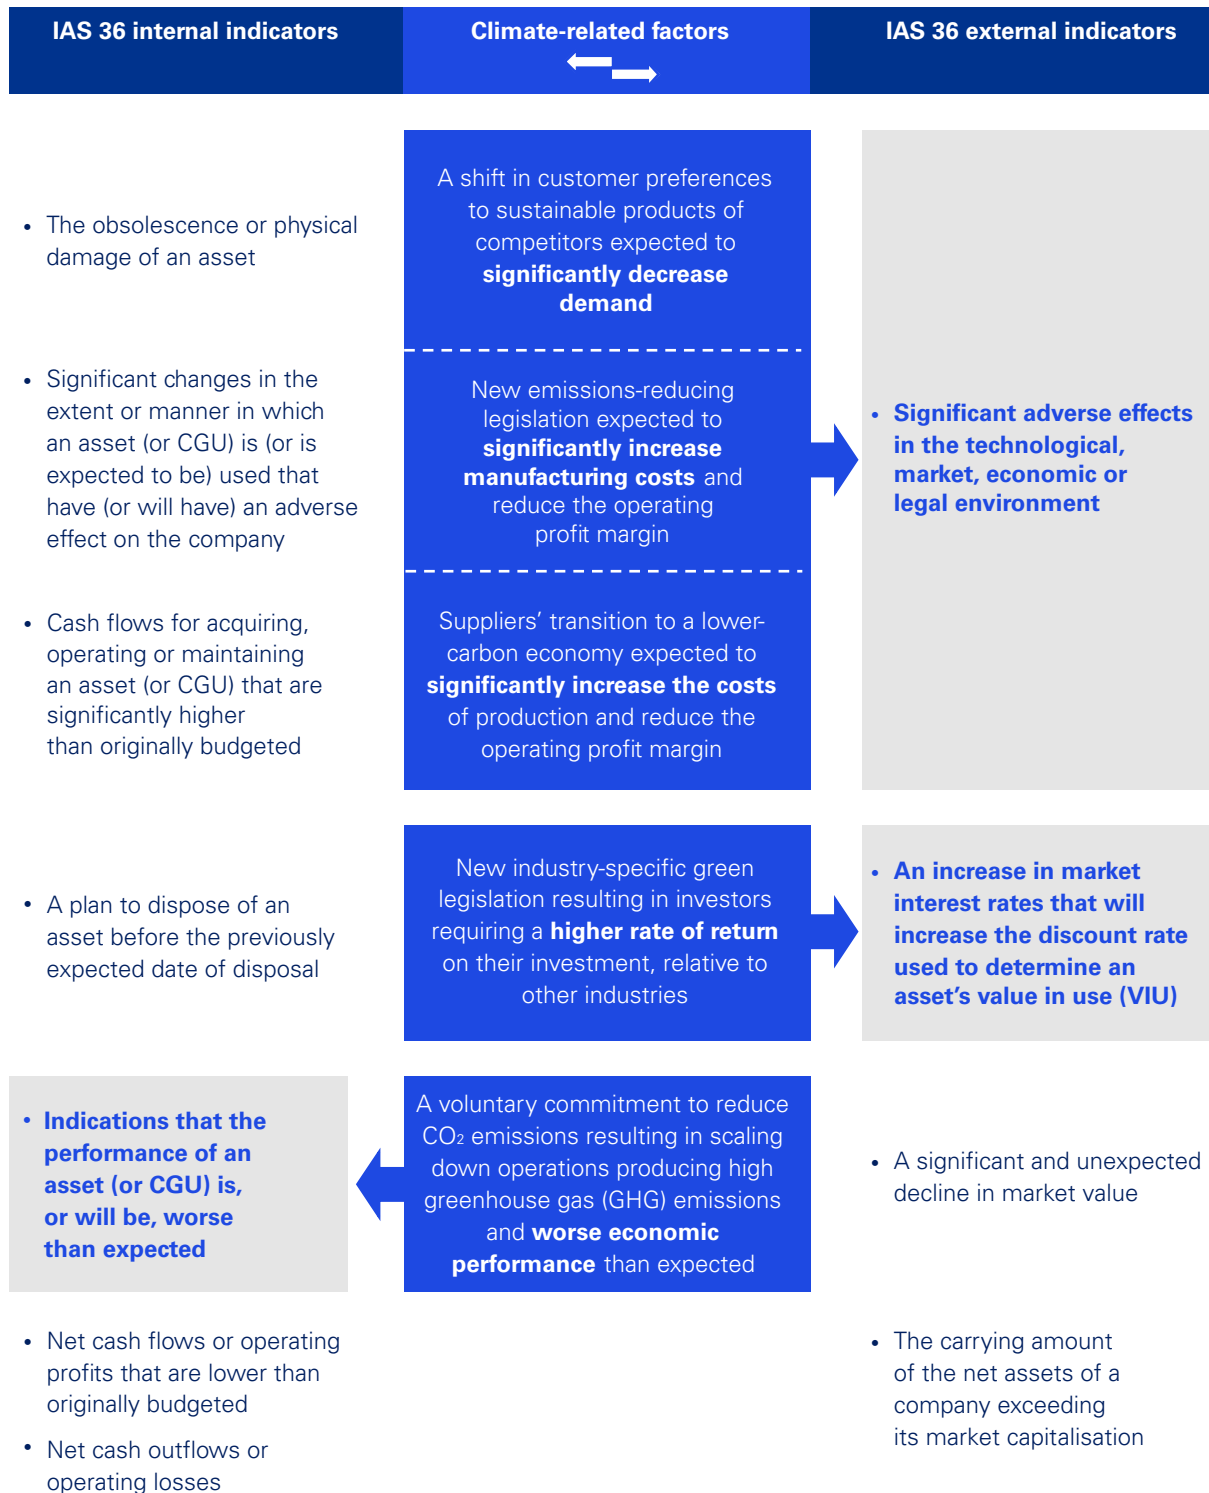 IAS 36 internal indicators
Climate-related factors
IAS 36 external indicators
• The obsolescence or physical
damage of an asset
• Significant changes in the
extent or manner in which
an asset (or CGU) is (or is
expected to be) used that
have (or will have) an adverse
effect on the company
• Cash flows for acquiring,
operating or maintaining
an asset (or CGU) that are
significantly higher
than originally budgeted
A shift in customer preferences
to sustainable products of
competitors expected to
significantly decrease
demand
New emissions-reducing
legislation expected to
significantly increase
manufacturing costs and
reduce the operating
profit margin
Suppliers’ transition to a lower-
carbon economy expected to
significantly increase the costs
of production and reduce the
operating profit margin
• Significant adverse effects
in the technological,
market, economic or
legal environment
• A plan to dispose of an
asset before the previously
expected date of disposal
New industry-specific green
legislation resulting in investors
requiring a higher rate of return
on their investment, relative to
other industries
• An increase in market
interest rates that will
increase the discount rate
used to determine an
asset’s value in use (VIU)
• Indications that the
performance of an
asset (or CGU) is,
or will be, worse
than expected
A voluntary commitment to reduce
CO2 emissions resulting in scaling
down operations producing high
greenhouse gas (GHG) emissions
and worse economic
performance than expected
• A significant and unexpected
decline in market value
• Net cash flows or operating
profits that are lower than
originally budgeted
• Net cash outflows or
operating losses
• The carrying amount
of the net assets of a
company exceeding
its market capitalisation